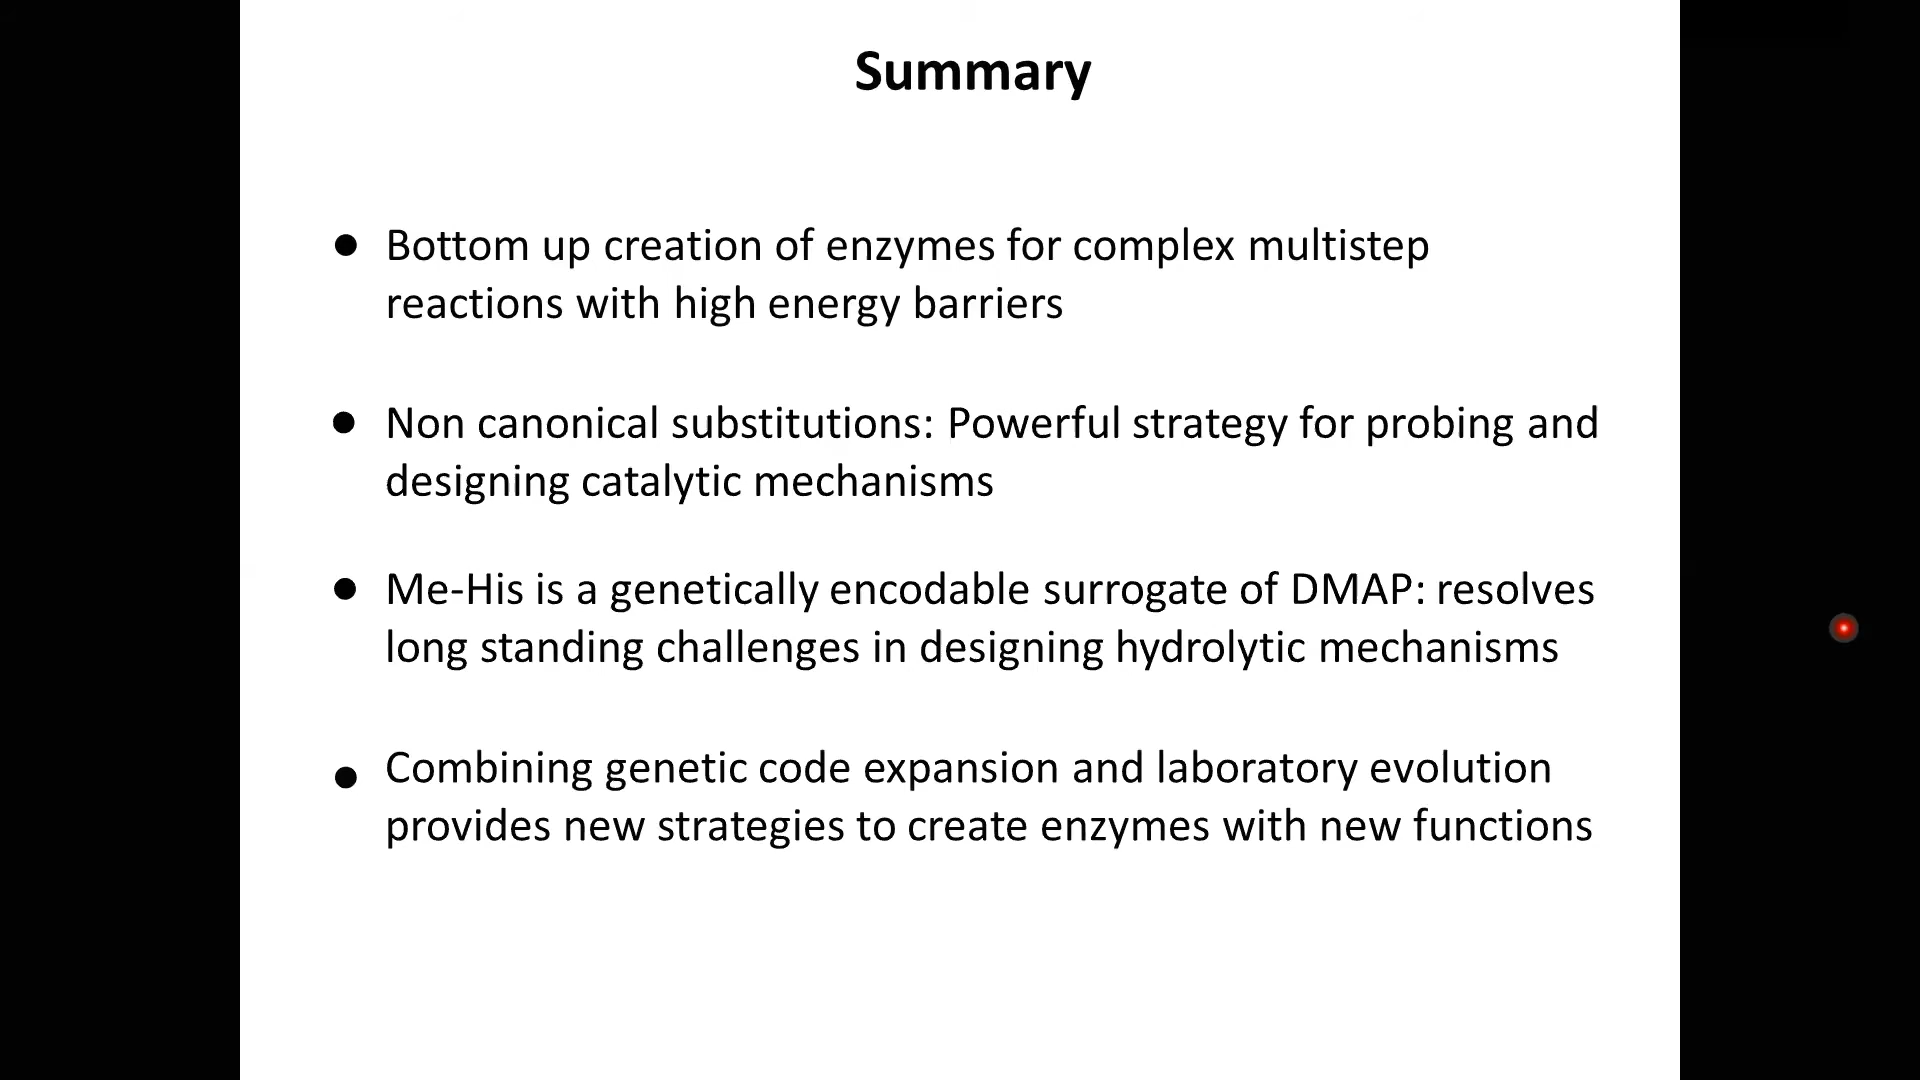 Summary
● Bottom up creation of enzymes for complex multistep
reactions with high energy barriers
● Non canonical substitutions: Powerful strategy for probing and
designing catalytic mechanisms
● Me-His is a genetically encodable surrogate of DMAP: resolves
long standing challenges in designing hydrolytic mechanisms
● Combining genetic code expansion and laboratory evolution
provides new strategies to create enzymes with new functions